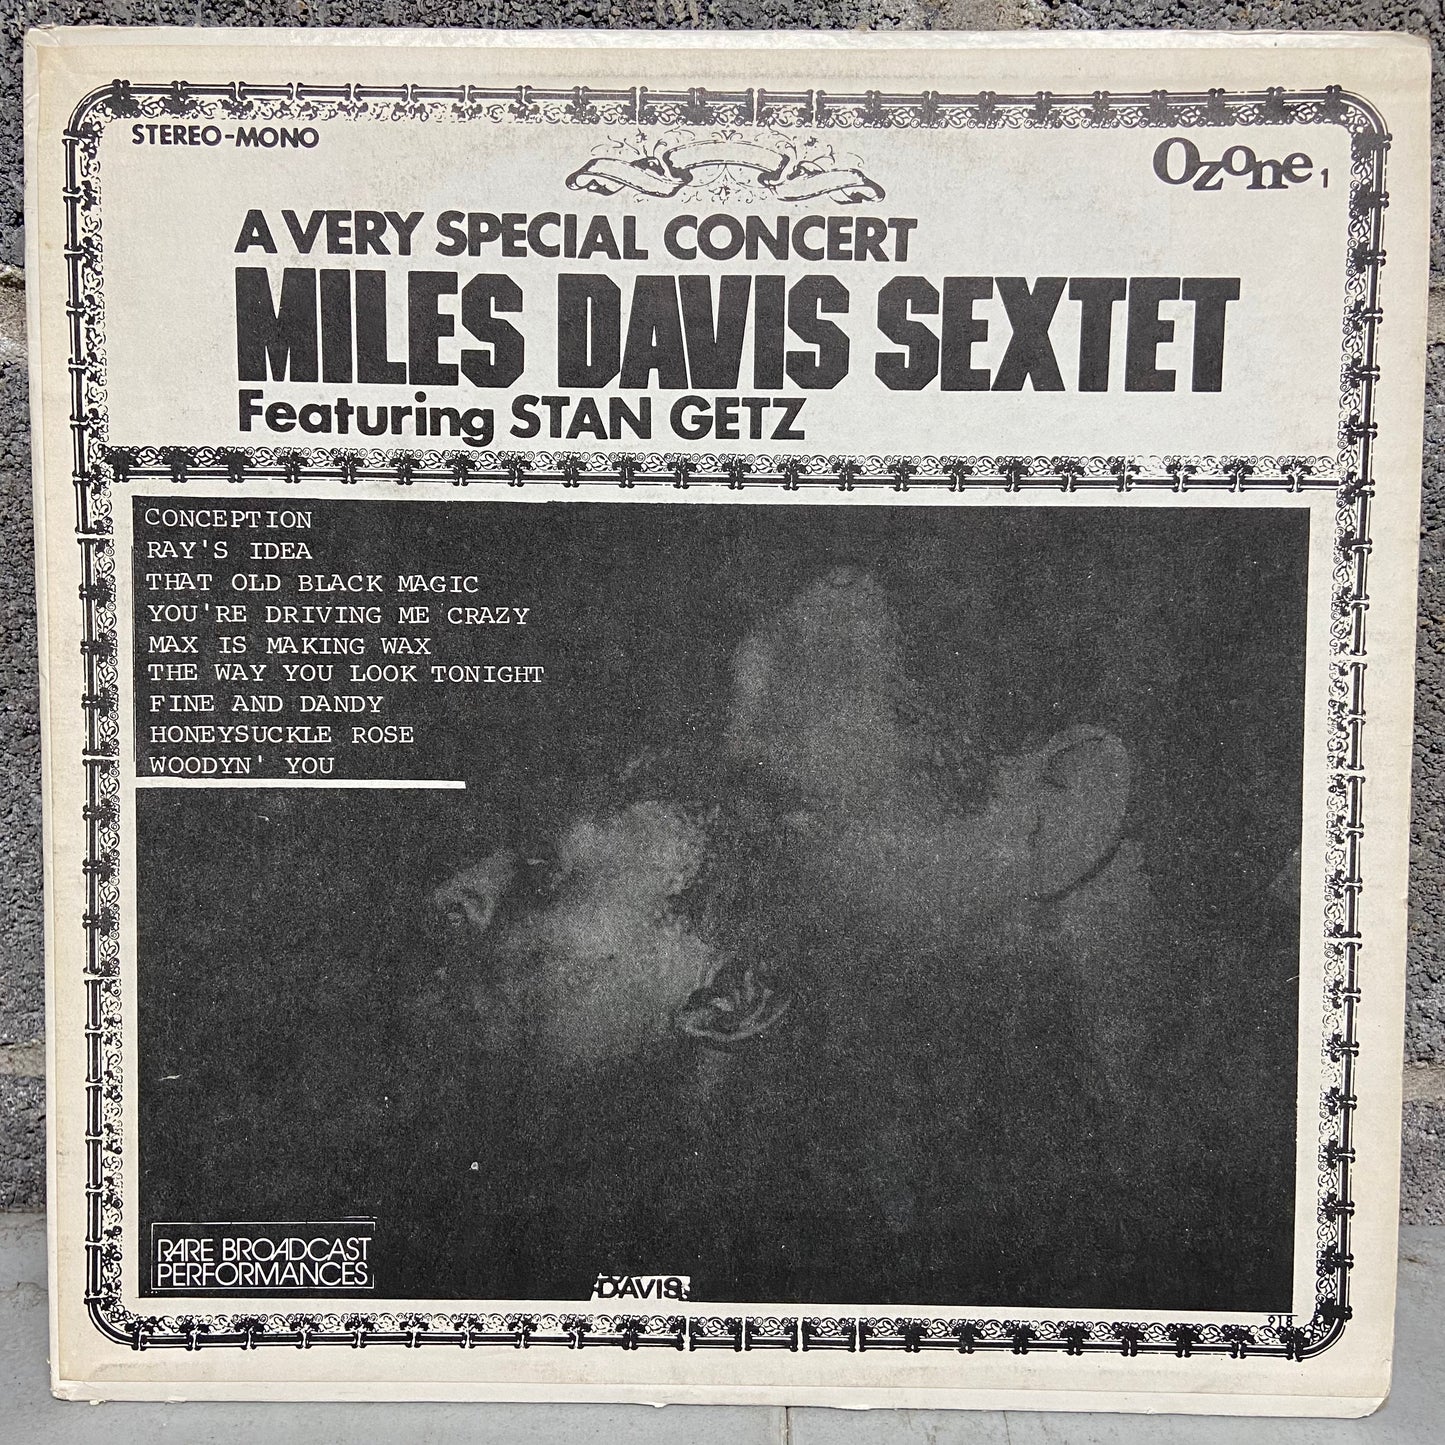 STEREO-MONO
Ozone 1
A VERY SPECIAL CONCERT
MILES DAVIS SEXTET
Featuring STAN GETZ
CONCEPTION
RAY'S IDEA
THAT OLD BLACK MAGIC
YOU'RE DRIVING ME CRAZY
MAX IS MAKING WAX
THE WAY YOU LOOK TONIGHT
FINE AND DANDY
HONEYSUCKLE ROSE
WOODYN' YOU
RARE BROADCAST
PERFORMANCES
DAVIS